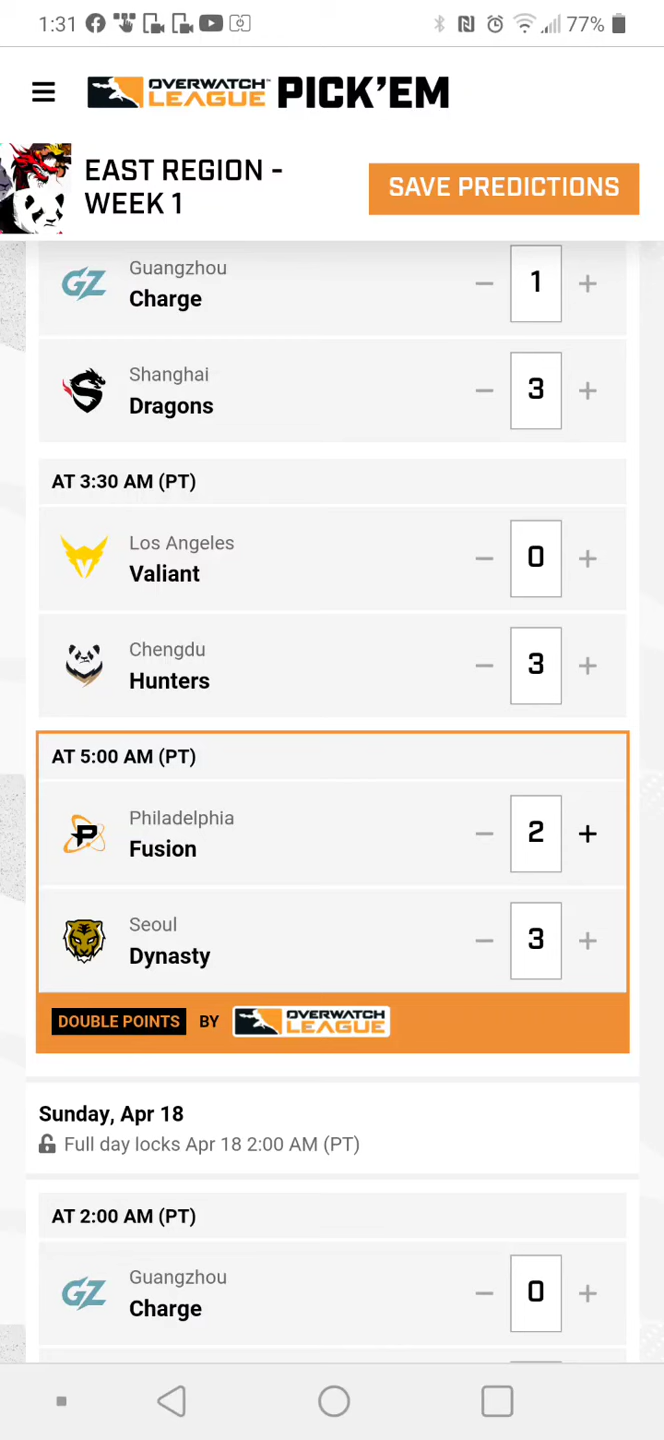 1:31
77%
OVERWATCH LEAGUE PICK'EM
EAST REGION -
WEEK 1
SAVE PREDICTIONS
GZ
Guangzhou
Charge
− 1 +
Shanghai
Dragons
− 3 +
AT 3:30 AM (PT)
Los Angeles
Valiant
− 0 +
Chengdu
Hunters
− 3 +
AT 5:00 AM (PT)
P
Philadelphia
Fusion
− 2 +
Seoul
Dynasty
− 3 +
DOUBLE POINTS BY OVERWATCH LEAGUE
Sunday, Apr 18
Full day locks Apr 18 2:00 AM (PT)
AT 2:00 AM (PT)
GZ
Guangzhou
Charge
− 0 +